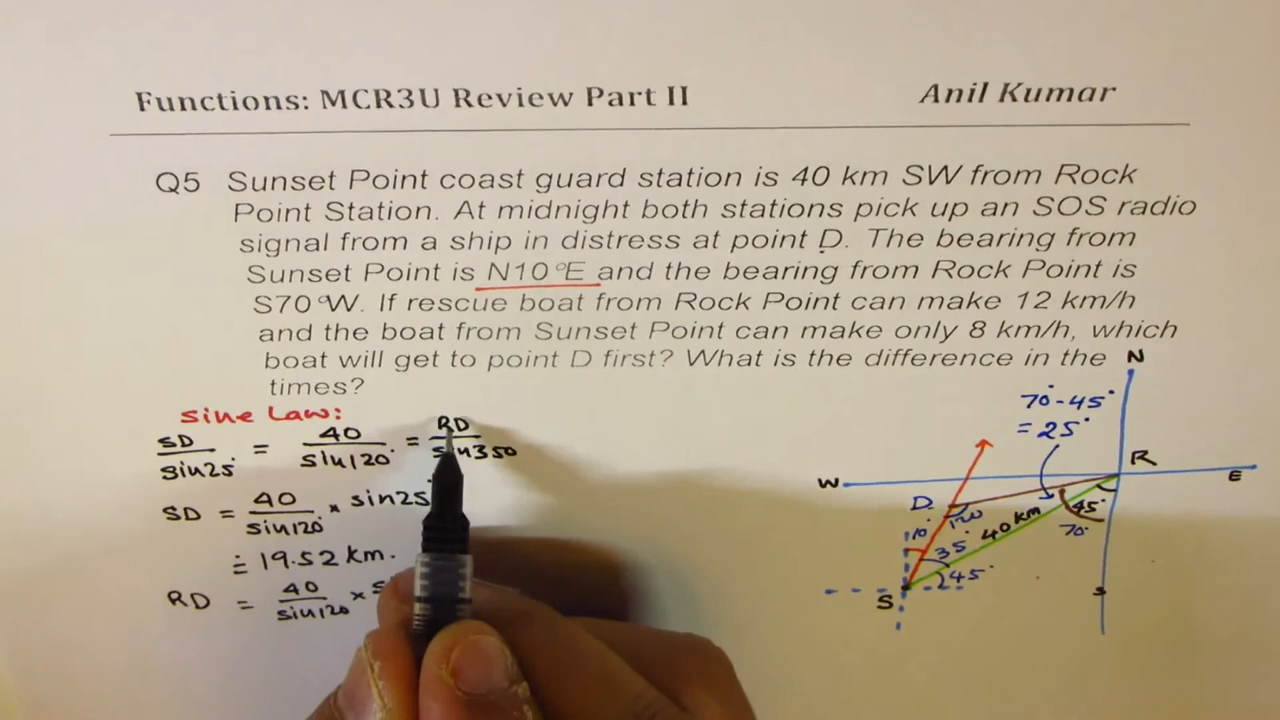 Functions: MCR3U Review Part II
Anil Kumar
Q5 Sunset Point coast guard station is 40 km SW from Rock
Point Station. At midnight both stations pick up an SOS radio
signal from a ship in distress at point D. The bearing from
Sunset Point is N10°E and the bearing from Rock Point is
S70°W. If rescue boat from Rock Point can make 12 km/h
and the boat from Sunset Point can make only 8 km/h, which
boat will get to point D first? What is the difference in the
times?
Sine Law:
SD/sin25° = 40/sin120° = RD/sin350
SD = 40/sin120° * sin25
≐ 19.52 km.
RD = 40/sin120 *
N
70°-45°
= 25°
R
W
E
D
120
45°
10°
40 km
70°
35°
45°
S
S